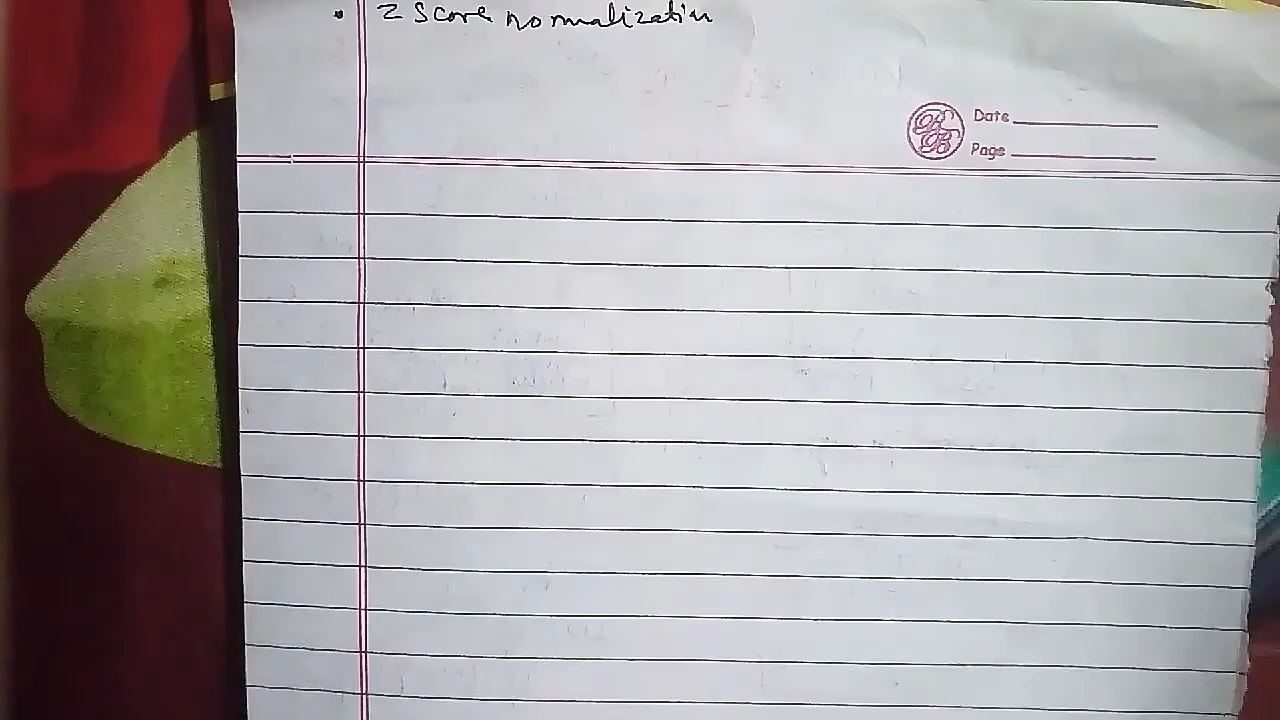 • Z Score normalization
Date
Page